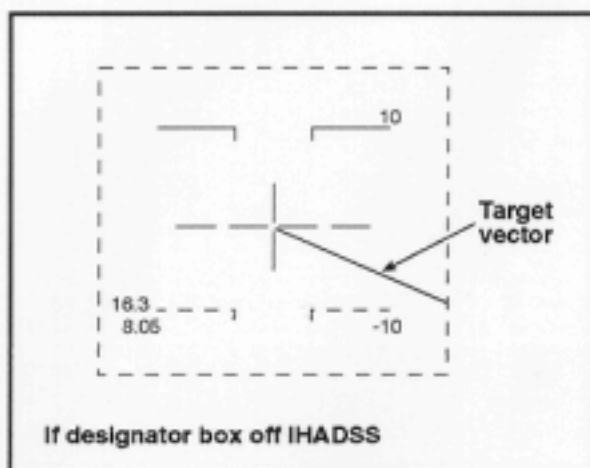 10
Target
vector
16.3
8.05
-10
If designator box off IHADSS